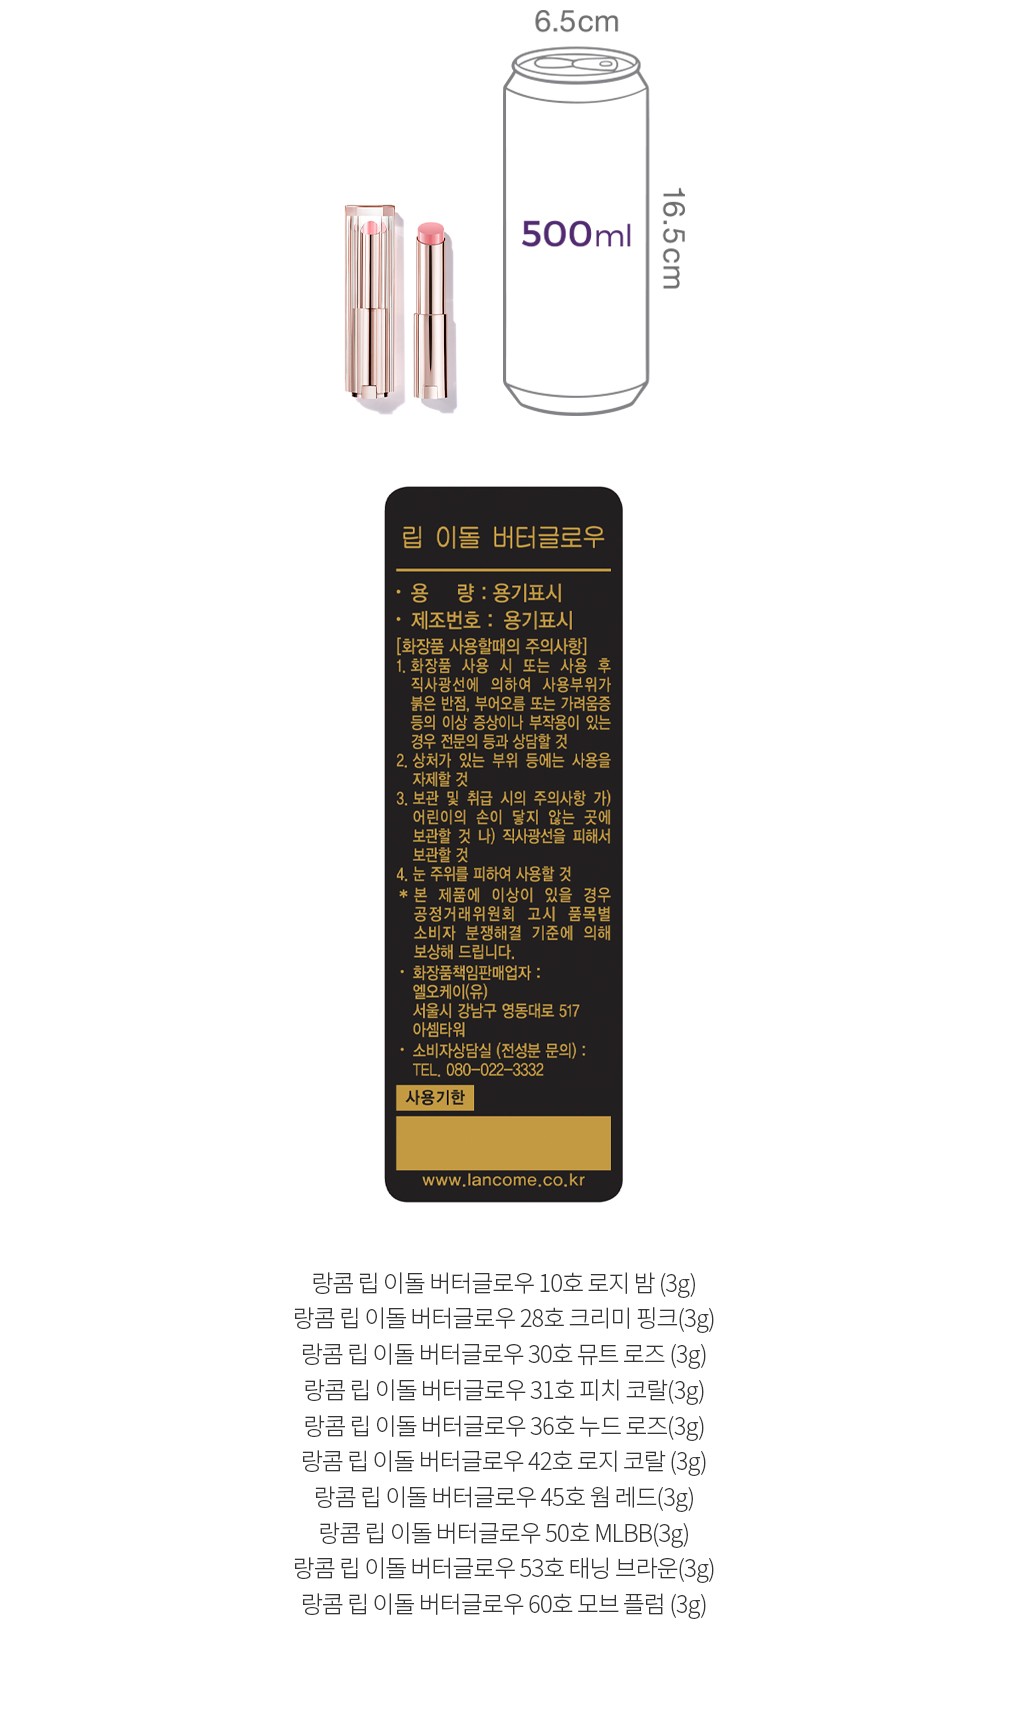 6.5cm
500ml
16.5cm
립 이돌 버터글로우
· 용 량 : 용기표시
· 제조번호 : 용기표시
[화장품 사용할때의 주의사항]
1. 화장품 사용 시 또는 사용 후
직사광선에 의하여 사용부위가
붉은 반점, 부어오름 또는 가려움증
등의 이상 증상이나 부작용이 있는
경우 전문의 등과 상담할 것
2. 상처가 있는 부위 등에는 사용을
자제할 것
3. 보관 및 취급 시의 주의사항 가)
어린이의 손이 닿지 않는 곳에
보관할 것 나) 직사광선을 피해서
보관할 것
4. 눈 주위를 피하여 사용할 것
* 본 제품에 이상이 있을 경우
공정거래위원회 고시 품목별
소비자 분쟁해결 기준에 의해
보상해 드립니다.
· 화장품책임판매업자 :
엘오케이(유)
서울시 강남구 영동대로 517
아셈타워
· 소비자상담실 (전성분 문의) :
TEL. 080-022-3332
사용기한
www.lancome.co.kr
랑콤 립 이돌 버터글로우 10호 로지 밤 (3g)
랑콤 립 이돌 버터글로우 28호 크리미 핑크(3g)
랑콤 립 이돌 버터글로우 30호 뮤트 로즈 (3g)
랑콤 립 이돌 버터글로우 31호 피치 코랄(3g)
랑콤 립 이돌 버터글로우 36호 누드 로즈(3g)
랑콤 립 이돌 버터글로우 42호 로지 코랄 (3g)
랑콤 립 이돌 버터글로우 45호 웜 레드(3g)
랑콤 립 이돌 버터글로우 50호 MLBB(3g)
랑콤 립 이돌 버터글로우 53호 태닝 브라운(3g)
랑콤 립 이돌 버터글로우 60호 모브 플럼 (3g)